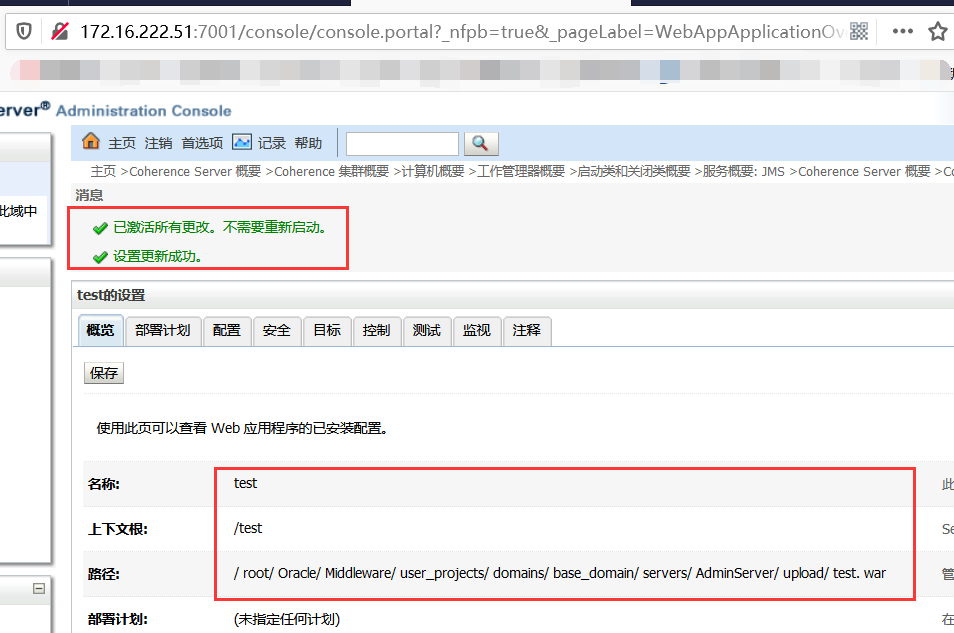 172.16.222.51:7001/console/console.portal?_nfpb=true&_pageLabel=WebAppApplicationOv
erver® Administration Console
主页 注销 首选项 记录 帮助
主页 >Coherence Server 概要 >Coherence 集群概要 >计算机概要 >工作管理器概要 >启动类和关闭类概要 >服务概要: JMS >Coherence Server 概要 >Co
消息
此域中
已激活所有更改。不需要重新启动。
设置更新成功。
test的设置
概览 部署计划 配置 安全 目标 控制 测试 监视 注释
保存
使用此页可以查看 Web 应用程序的已安装配置。
名称: test 此
上下文根: /test Se
路径: / root/ Oracle/ Middleware/ user_projects/ domains/ base_domain/ servers/ AdminServer/ upload/ test. war 管
部署计划: (未指定任何计划) 在